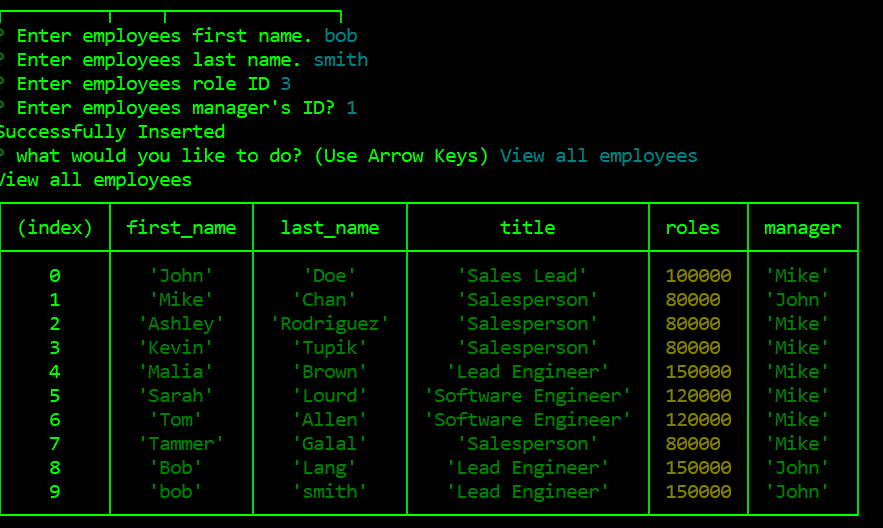 ? Enter employees first name. bob
? Enter employees last name. smith
? Enter employees role ID 3
? Enter employees manager's ID? 1
Successfully Inserted
? what would you like to do? (Use Arrow Keys) View all employees
View all employees
(index) first_name last_name title roles manager
0 'John' 'Doe' 'Sales Lead' 100000 'Mike'
1 'Mike' 'Chan' 'Salesperson' 80000 'John'
2 'Ashley' 'Rodriguez' 'Salesperson' 80000 'Mike'
3 'Kevin' 'Tupik' 'Salesperson' 80000 'Mike'
4 'Malia' 'Brown' 'Lead Engineer' 150000 'Mike'
5 'Sarah' 'Lourd' 'Software Engineer' 120000 'Mike'
6 'Tom' 'Allen' 'Software Engineer' 120000 'Mike'
7 'Tammer' 'Galal' 'Salesperson' 80000 'Mike'
8 'Bob' 'Lang' 'Lead Engineer' 150000 'John'
9 'bob' 'smith' 'Lead Engineer' 150000 'John'